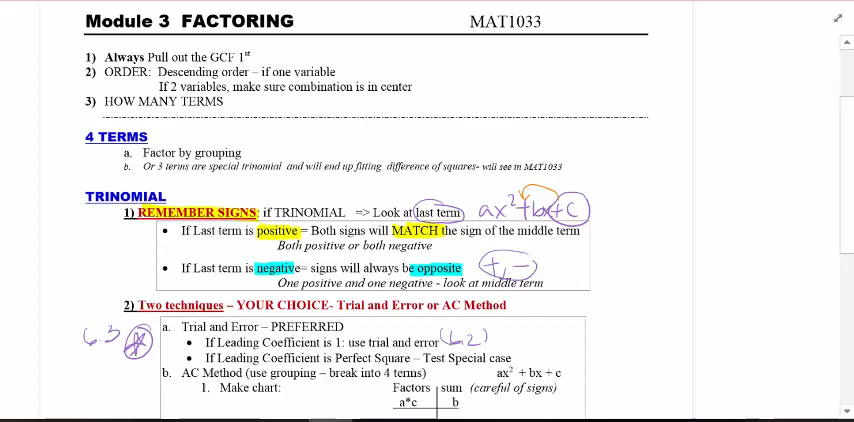 Module 3 FACTORING MAT1033
1) Always Pull out the GCF 1st
2) ORDER: Descending order – if one variable
If 2 variables, make sure combination is in center
3) HOW MANY TERMS
4 TERMS
a. Factor by grouping
b. Or 3 terms are special trinomial and will end up fitting difference of squares- will see in MAT1033
TRINOMIAL
1) REMEMBER SIGNS: if TRINOMIAL => Look at last term ax²+bx+c
• If Last term is positive = Both signs will MATCH the sign of the middle term
Both positive or both negative
• If Last term is negative= signs will always be opposite +, −
One positive and one negative - look at middle term
2) Two techniques – YOUR CHOICE- Trial and Error or AC Method
6.3
a. Trial and Error – PREFERRED
• If Leading Coefficient is 1: use trial and error (6.2)
• If Leading Coefficient is Perfect Square – Test Special case
b. AC Method (use grouping – break into 4 terms) ax² + bx + c
1. Make chart: Factors sum (careful of signs)
a*c b